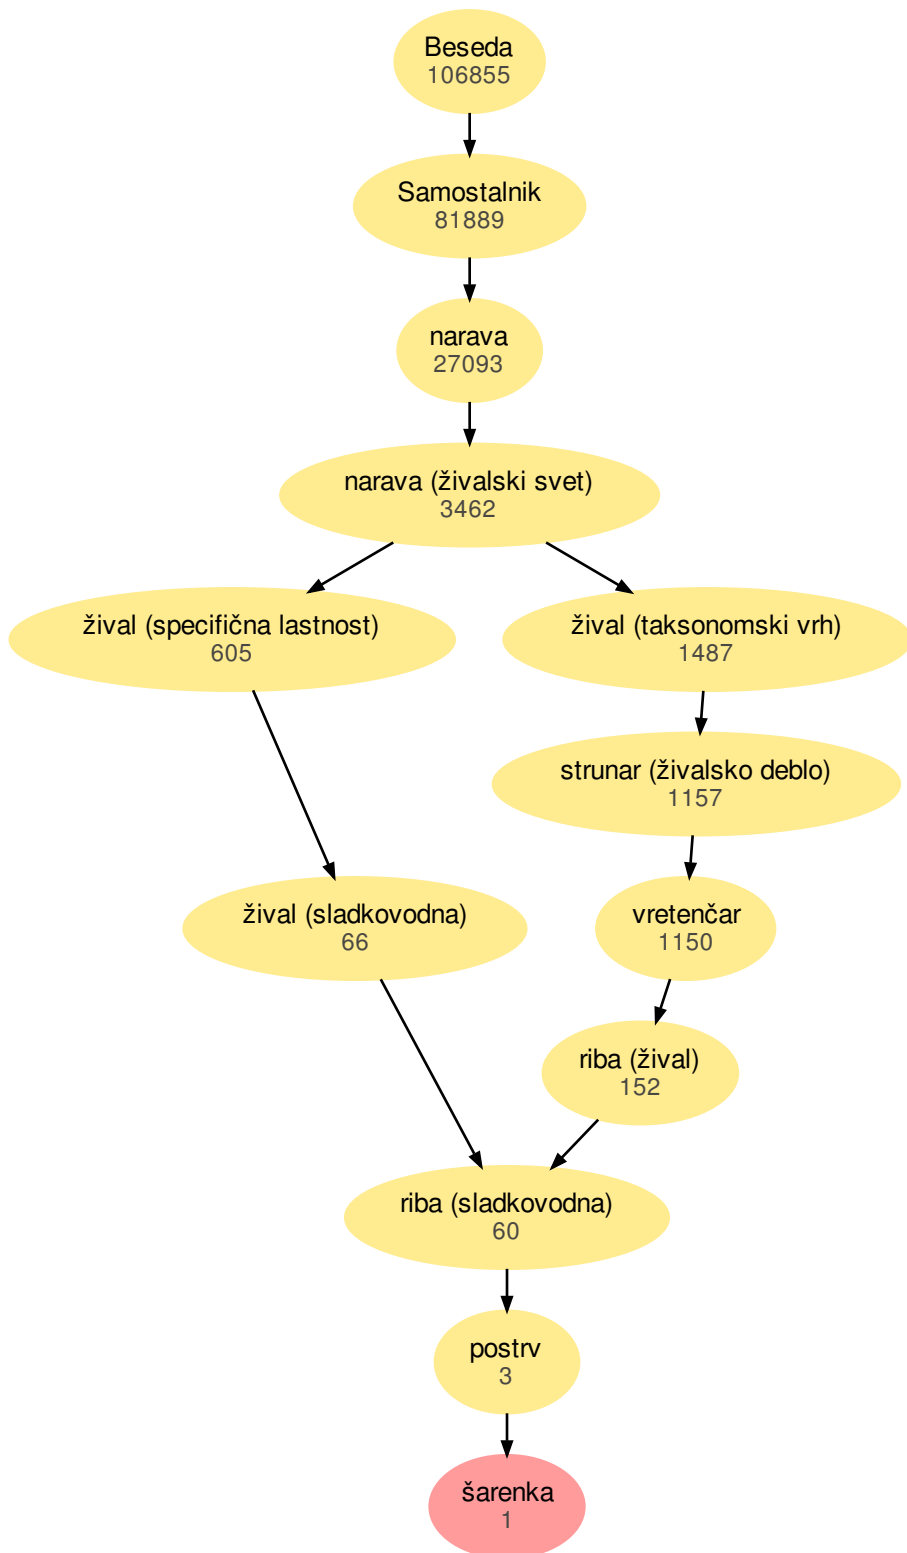 Beseda
106855
Samostalnik
81889
narava
27093
narava (živalski svet)
3462
žival (specifična lastnost)
605
žival (taksonomski vrh)
1487
strunar (živalsko deblo)
1157
žival (sladkovodna)
66
vretenčar
1150
riba (žival)
152
riba (sladkovodna)
60
postrv
3
šarenka
1